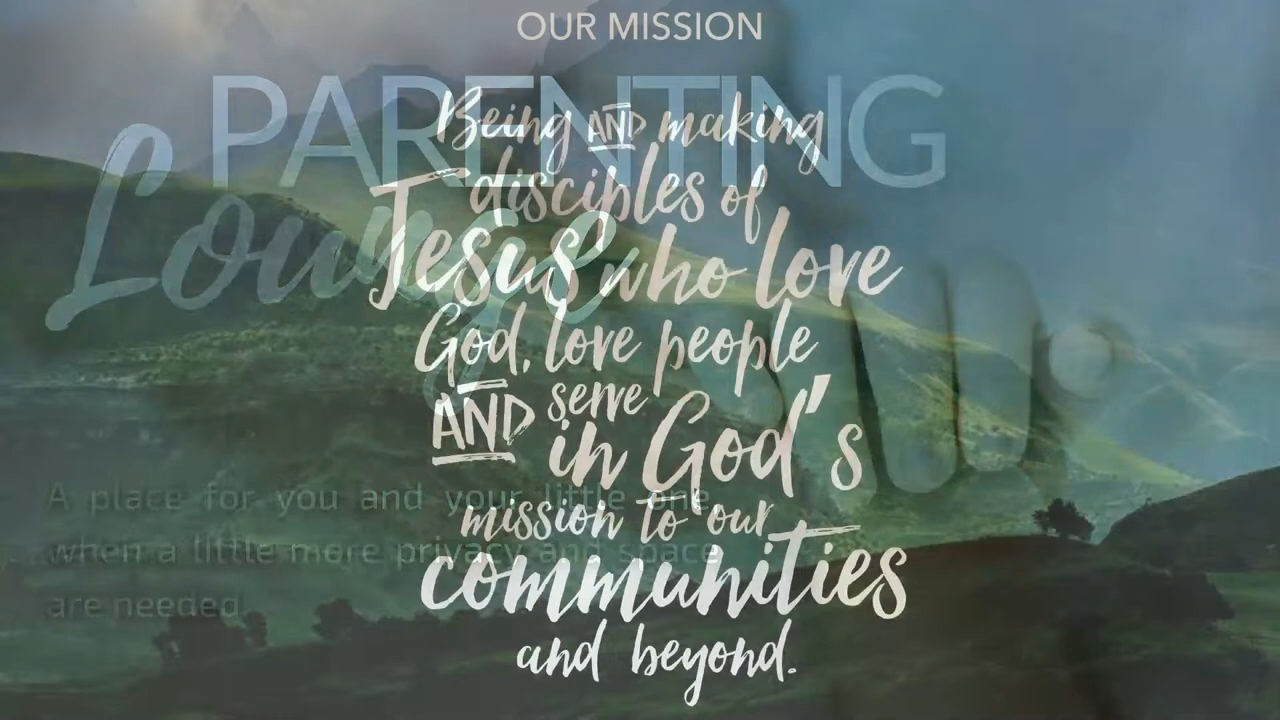 OUR MISSION
PARENTING
Lounge
Being AND making
disciples of
Jesus who love
God, love people
AND serve
in God's
mission to our
communities
and beyond.
A place for you and your little one
when a little more privacy and space
are needed